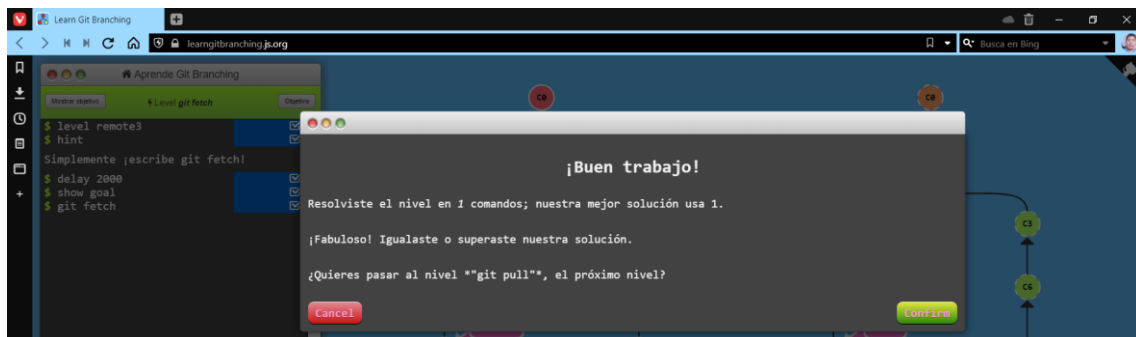 Learn Git Branching
learngitbranching.js.org
Busca en Bing
Aprende Git Branching
Mostrar objetivo
Level git fetch
Objetivo
$ level remote3
$ hint
Simplemente ¡escribe git fetch!
$ delay 2000
$ show goal
$ git fetch
C0
C0
¡Buen trabajo!
Resolviste el nivel en 1 comandos; nuestra mejor solución usa 1.
¡Fabuloso! Igualaste o superaste nuestra solución.
¿Quieres pasar al nivel *"git pull"*, el próximo nivel?
Cancel
Confirm
C3
C6